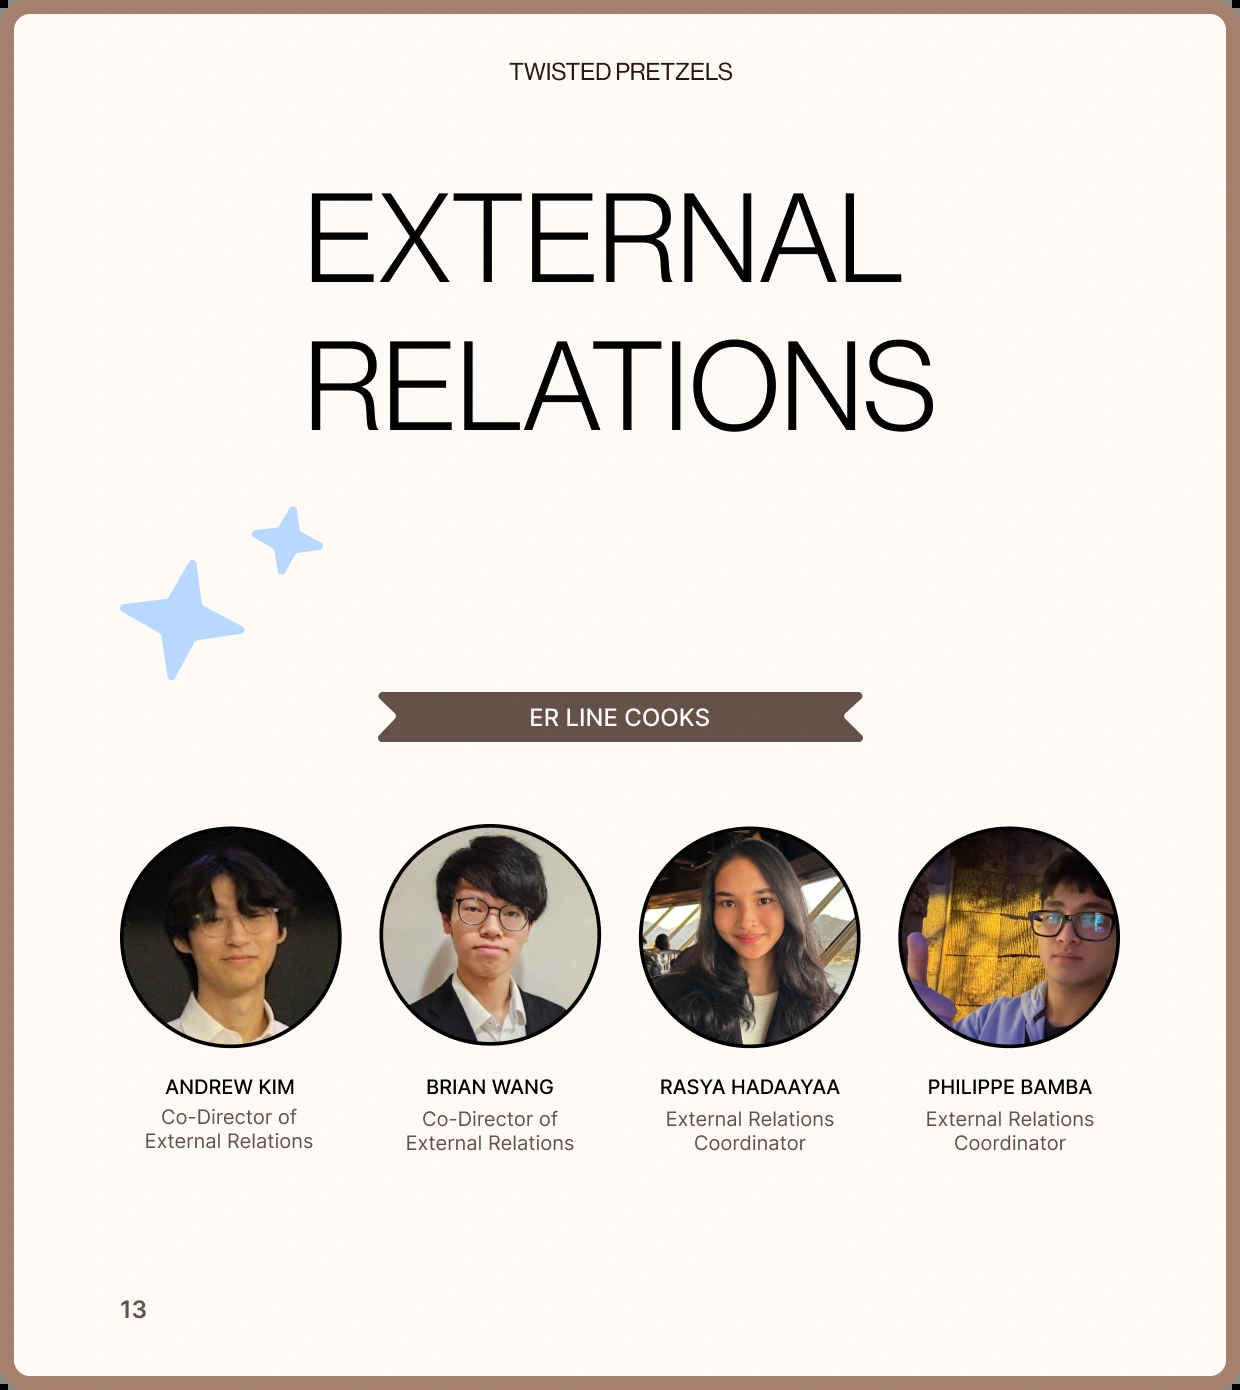 TWISTED PRETZELS
EXTERNAL
RELATIONS
ER LINE COOKS
ANDREW KIM
Co-Director of
External Relations
BRIAN WANG
Co-Director of
External Relations
RASYA HADAAYAA
External Relations
Coordinator
PHILIPPE BAMBA
External Relations
Coordinator
13